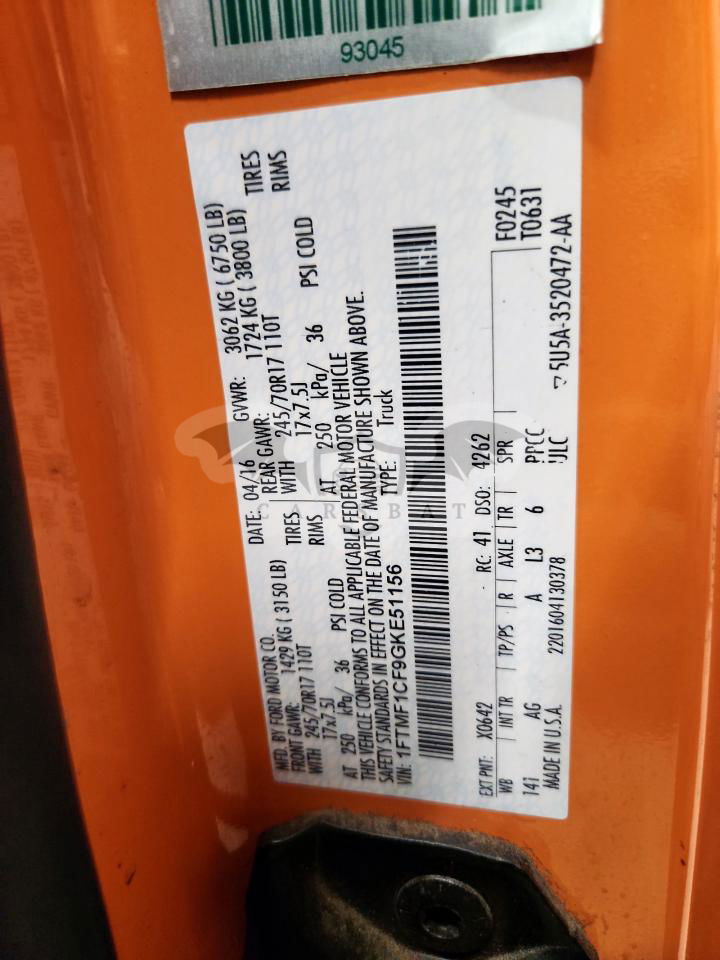 93045
MFD. BY FORD MOTOR CO. DATE: 04/16 GVWR: 3062 KG ( 6750 LB)
FRONT GAWR: 1429 KG ( 3150 LB) REAR GAWR: 1724 KG ( 3800 LB)
WITH 245/70R17 110T TIRES WITH 245/70R17 110T TIRES
17x7.5J RIMS 17x7.5J RIMS
AT 250 kPa/ 36 PSI COLD AT 250 kPa/ 36 PSI COLD
THIS VEHICLE CONFORMS TO ALL APPLICABLE FEDERAL MOTOR VEHICLE
SAFETY STANDARDS IN EFFECT ON THE DATE OF MANUFACTURE SHOWN ABOVE.
VIN: 1FTMF1CF9GKE51156 TYPE: Truck
EXT PNT: X0642 RC: 41 DSO: 4262
WB INT TR TP/PS R AXLE TR SPR F0245
141 AG A L3 6 PPCC T0631
MADE IN U.S.A. 2201604130378 ULC 5U5A-3520472-AA
CARSBAT